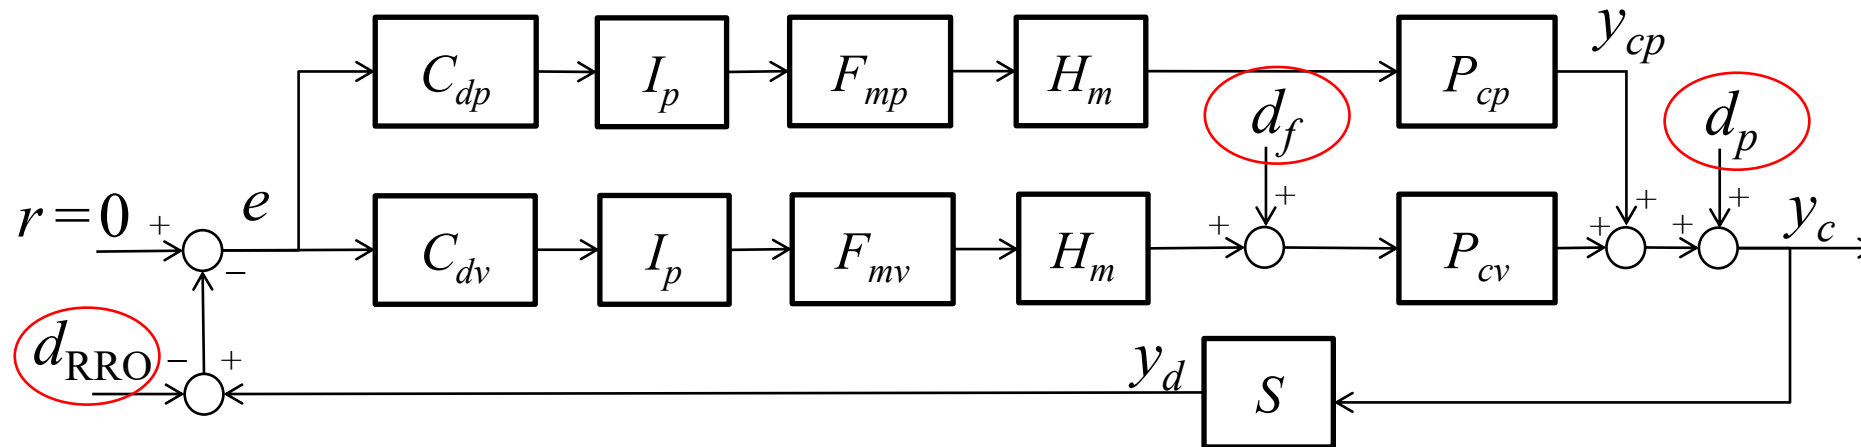 C_dp I_p F_mp H_m P_cp y_cp
d_f d_p
r = 0 + e − C_dv I_p F_mv H_m + + P_cv + + + + y_c
d_RRO − + y_d S